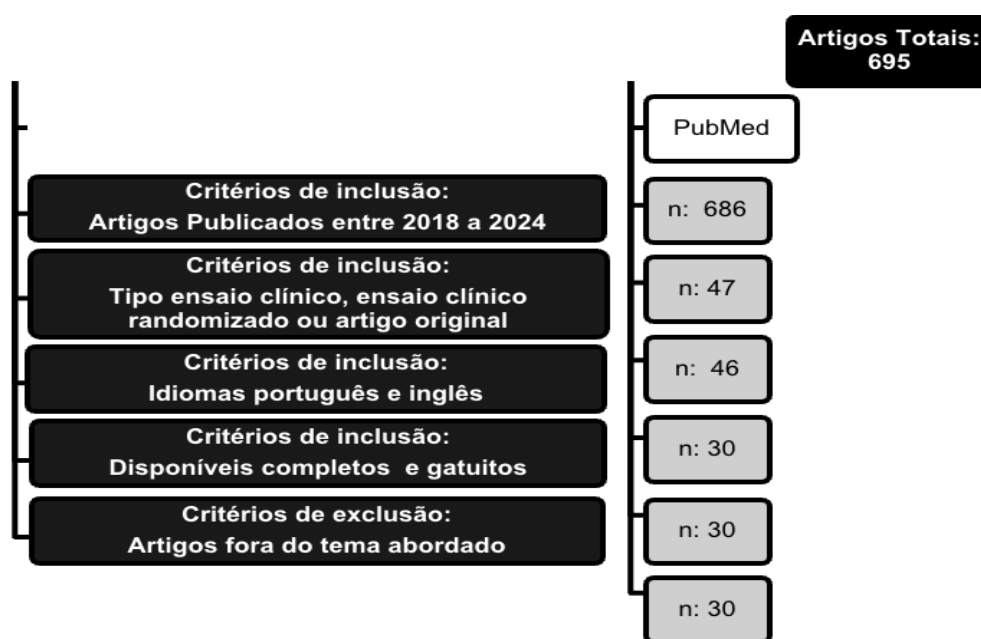 Artigos Totais:
695
PubMed
Critérios de inclusão:
Artigos Publicados entre 2018 a 2024
n: 686
Critérios de inclusão:
Tipo ensaio clínico, ensaio clínico
randomizado ou artigo original
n: 47
Critérios de inclusão:
Idiomas português e inglês
n: 46
Critérios de inclusão:
Disponíveis completos e gatuitos
n: 30
Critérios de exclusão:
Artigos fora do tema abordado
n: 30
n: 30